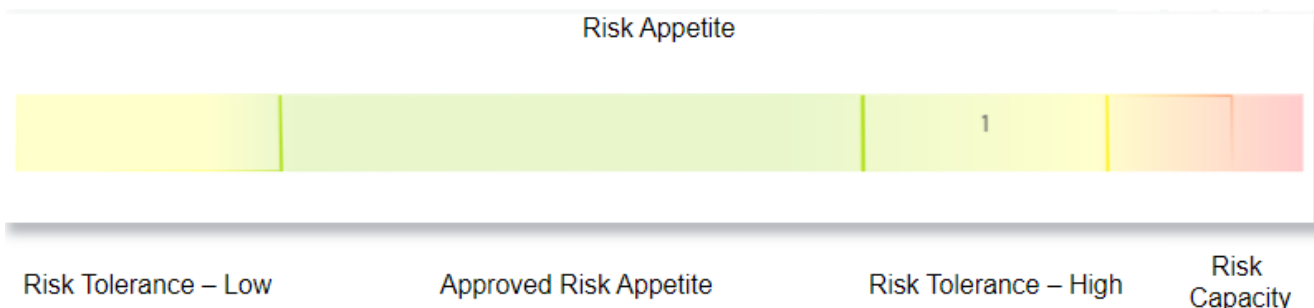 Risk Appetite
1
Risk Tolerance – Low
Approved Risk Appetite
Risk Tolerance – High
Risk
Capacity